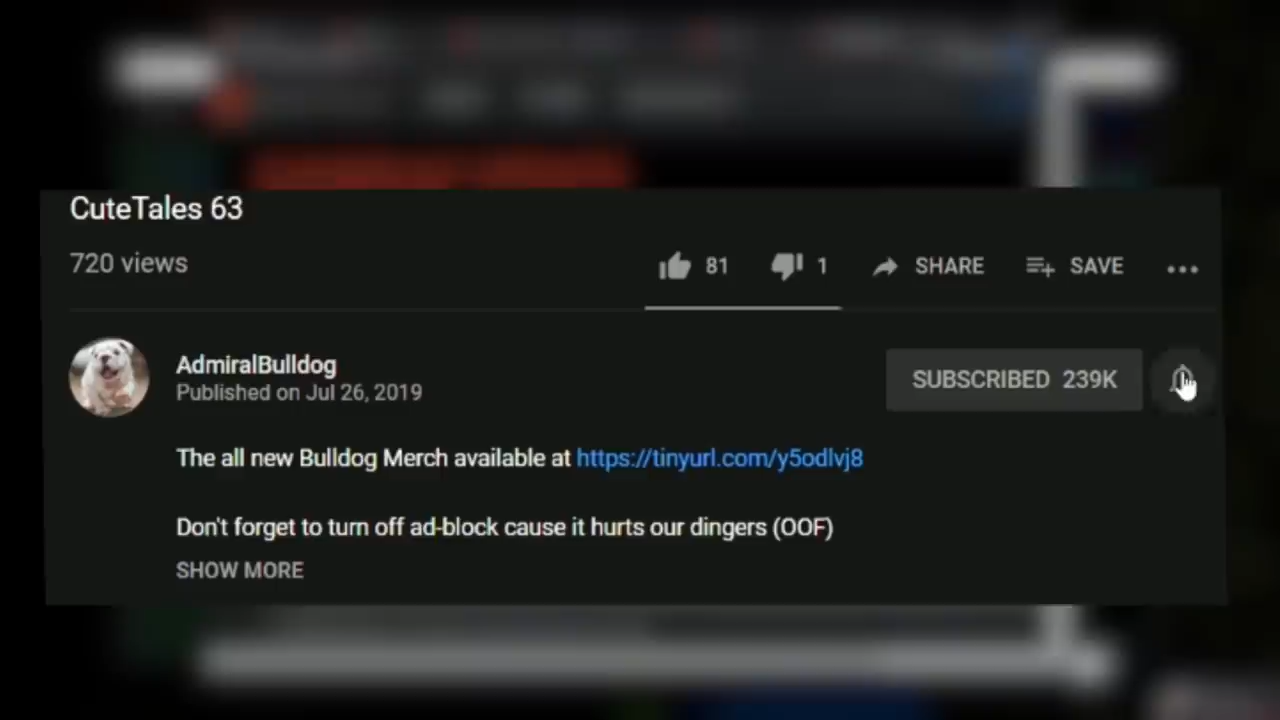 CuteTales 63
720 views
81 1 SHARE SAVE
AdmiralBulldog
Published on Jul 26, 2019
SUBSCRIBED 239K
The all new Bulldog Merch available at https://tinyurl.com/y5odlvj8
Don't forget to turn off ad-block cause it hurts our dingers (OOF)
SHOW MORE